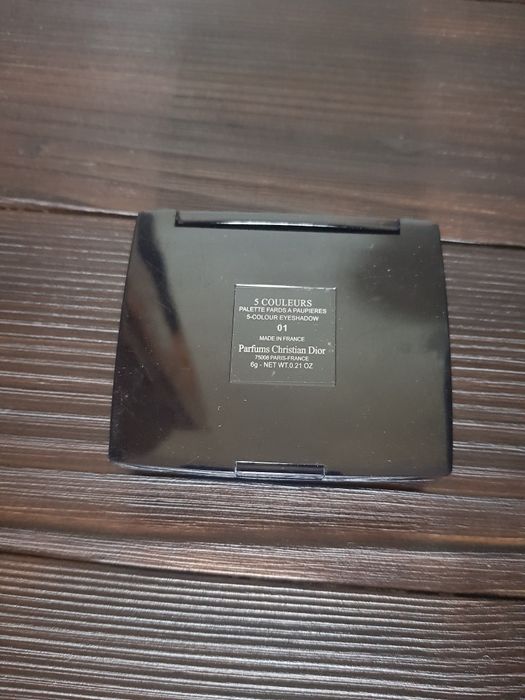 5 COULEURS
PALETTE FARDS A PAUPIERES
5-COLOUR EYESHADOW
01
MADE IN FRANCE
Parfums Christian Dior
75008 PARIS-FRANCE
6g - NET WT.0.21 OZ